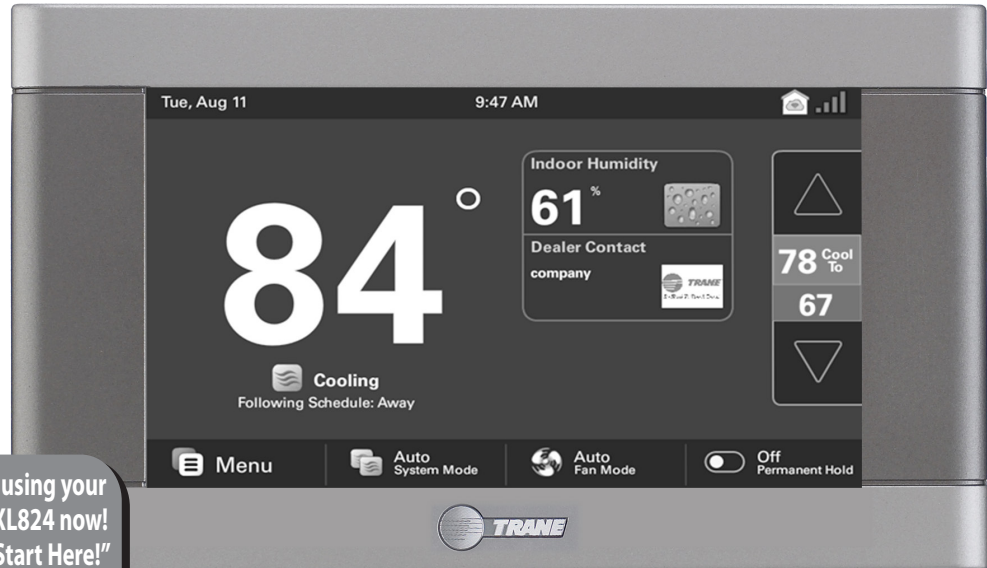 Tue, Aug 11
9:47 AM
84°
Cooling
Following Schedule: Away
Indoor Humidity
61%
Dealer Contact
company
TRANE
78 Cool To
67
Menu
Auto
System Mode
Auto
Fan Mode
Off
Permanent Hold
using your
XL824 now!
Start Here!”
TRANE